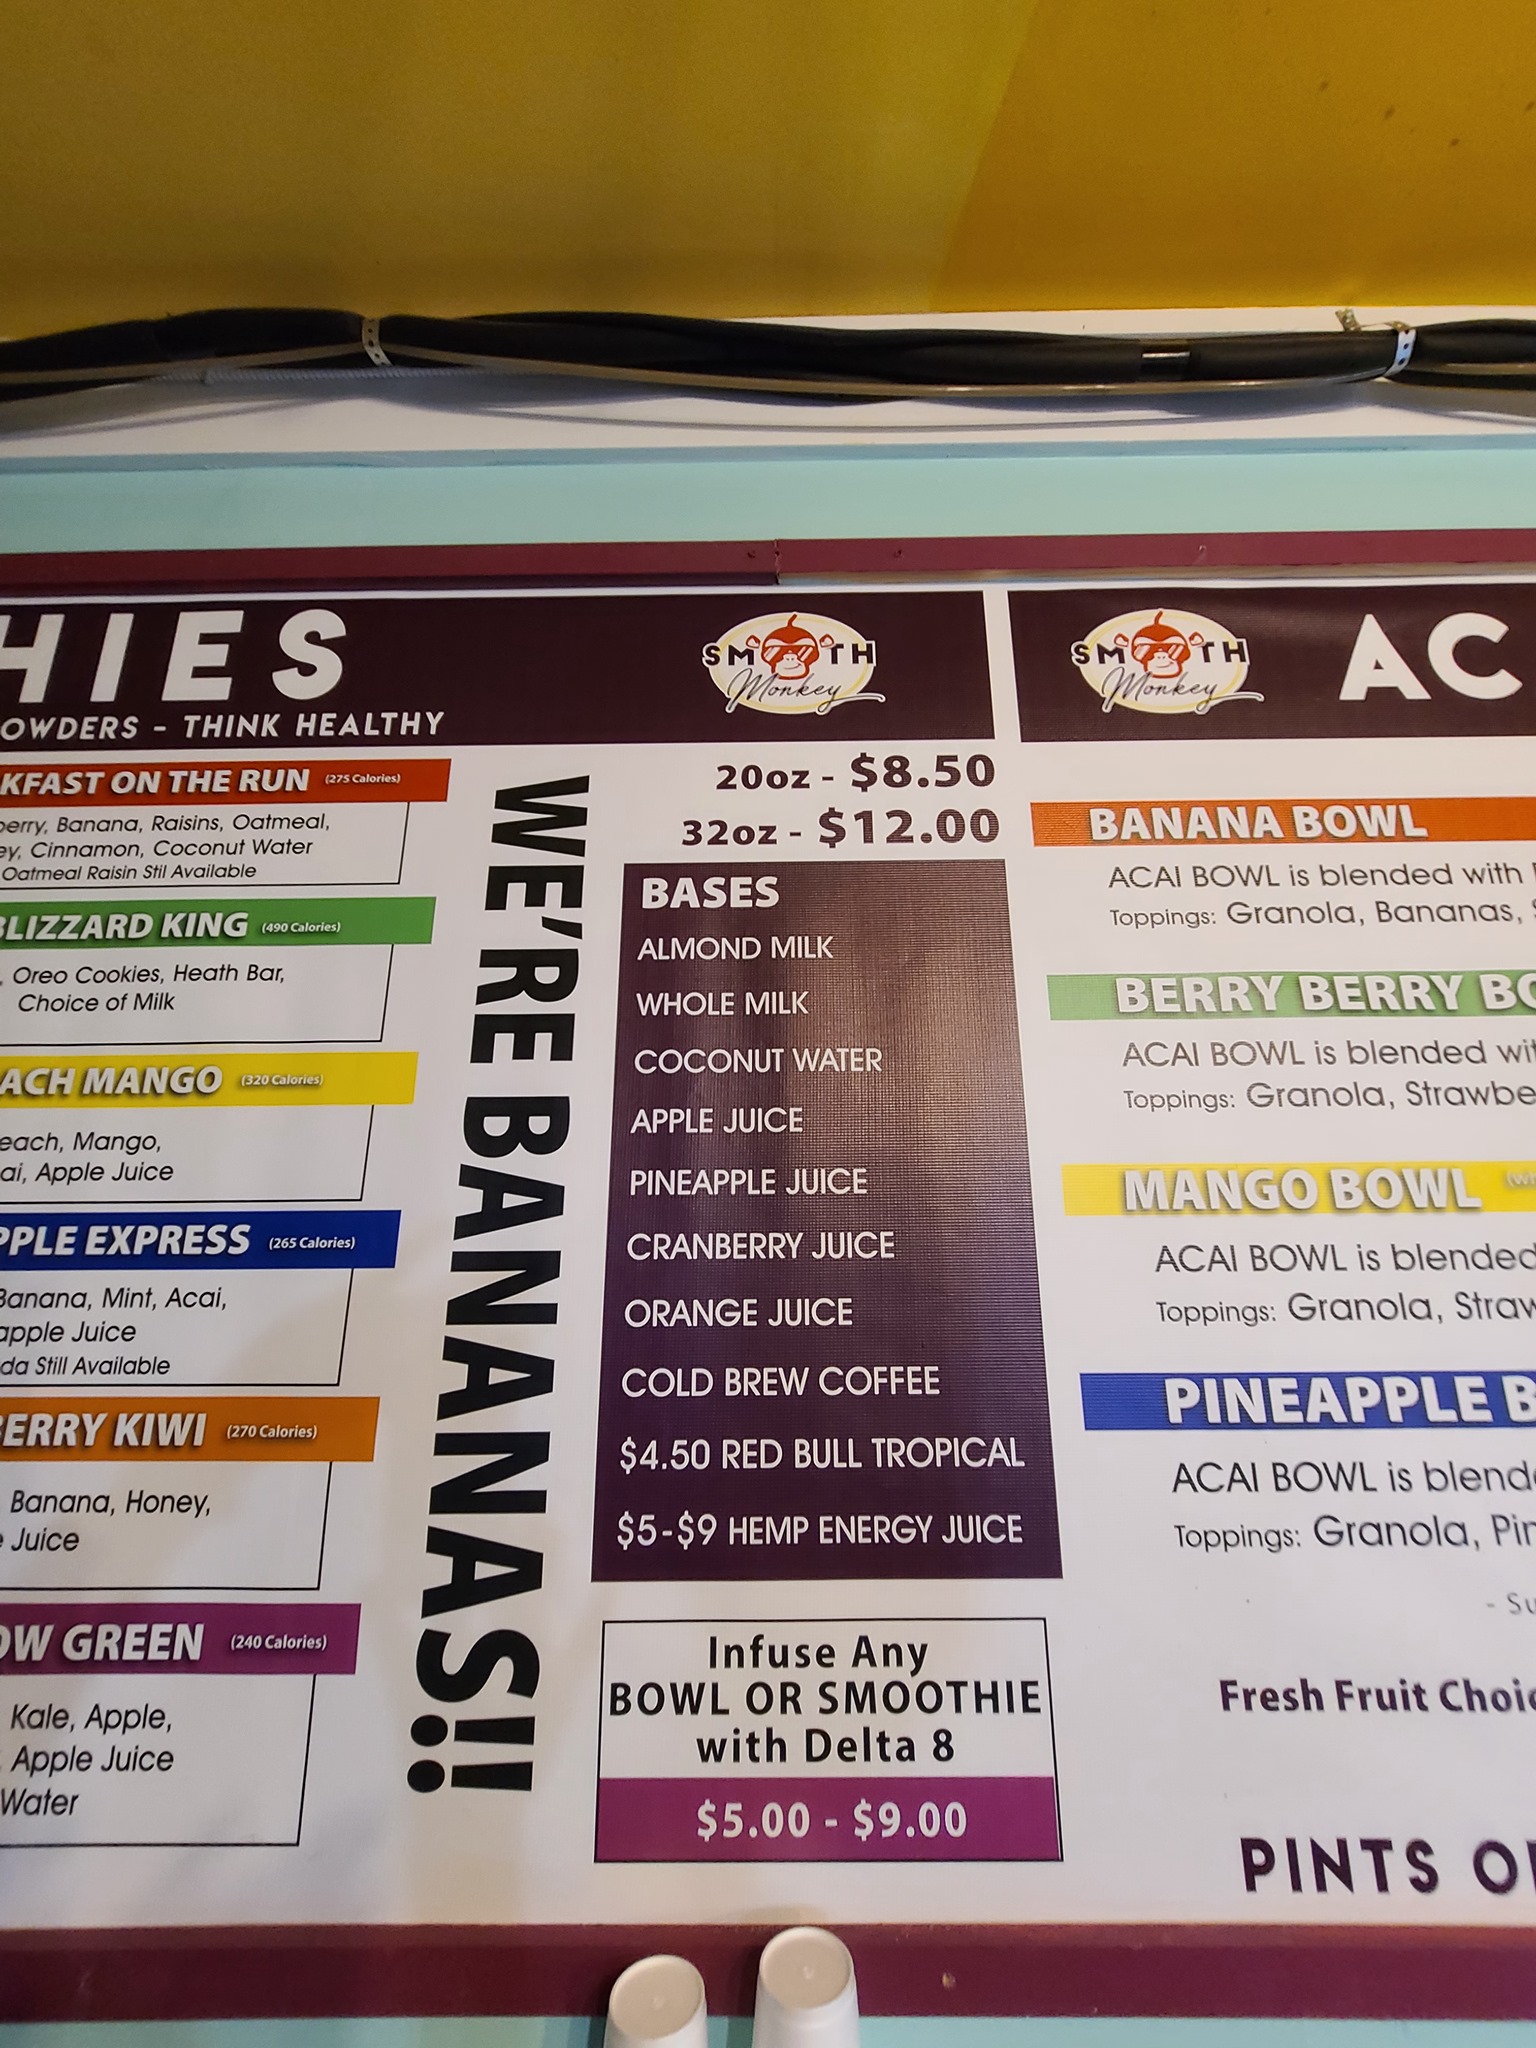 HIES
OWDERS - THINK HEALTHY
KFAST ON THE RUN (275 Calories)
erry, Banana, Raisins, Oatmeal,
ey, Cinnamon, Coconut Water
Oatmeal Raisin Stil Available
BLIZZARD KING (490 Calories)
, Oreo Cookies, Heath Bar,
Choice of Milk
ACH MANGO (320 Calories)
each, Mango,
ai, Apple Juice
PPLE EXPRESS (265 Calories)
Banana, Mint, Acai,
apple Juice
da Still Available
BERRY KIWI (270 Calories)
, Banana, Honey,
e Juice
OW GREEN (240 Calories)
Kale, Apple,
, Apple Juice
Water
WE'RE BANANAS!!
SMOOTH
Monkey
20oz - $8.50
32oz - $12.00
BASES
ALMOND MILK
WHOLE MILK
COCONUT WATER
APPLE JUICE
PINEAPPLE JUICE
CRANBERRY JUICE
ORANGE JUICE
COLD BREW COFFEE
$4.50 RED BULL TROPICAL
$5-$9 HEMP ENERGY JUICE
Infuse Any
BOWL OR SMOOTHIE
with Delta 8
$5.00 - $9.00
SMOOTH
Monkey
AC
BANANA BOWL
ACAI BOWL is blended with
Toppings: Granola, Bananas, S
BERRY BERRY BO
ACAI BOWL is blended wit
Toppings: Granola, Strawbe
MANGO BOWL (wi
ACAI BOWL is blended
Toppings: Granola, Straw
PINEAPPLE B
ACAI BOWL is blend
Toppings: Granola, Pin
- Su
Fresh Fruit Choic
PINTS O